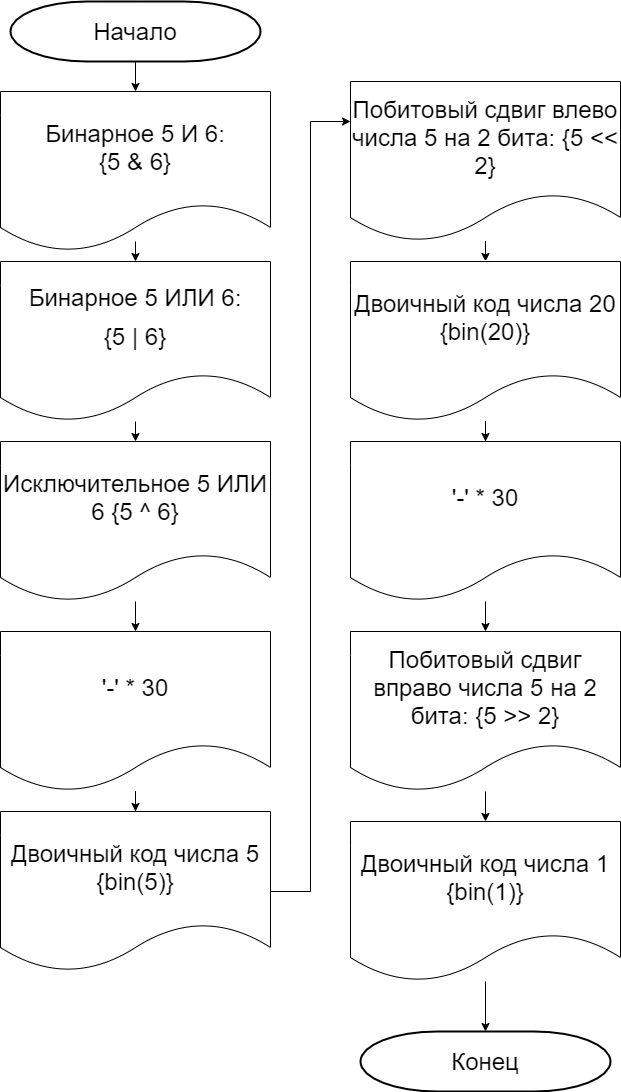 Начало
Бинарное 5 И 6:
{5 & 6}
Бинарное 5 ИЛИ 6:
{5 | 6}
Исключительное 5 ИЛИ
6 {5 ^ 6}
'-' * 30
Двоичный код числа 5
{bin(5)}
Побитовый сдвиг влево
числа 5 на 2 бита: {5 <<
2}
Двоичный код числа 20
{bin(20)}
'-' * 30
Побитовый сдвиг
вправо числа 5 на 2
бита: {5 >> 2}
Двоичный код числа 1
{bin(1)}
Конец